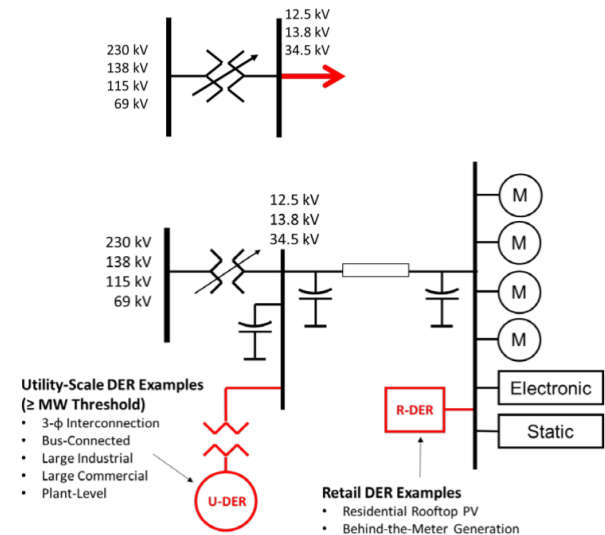 12.5 kV
13.8 kV
34.5 kV
230 kV
138 kV
115 kV
69 kV
12.5 kV
13.8 kV
34.5 kV
230 kV
138 kV
115 kV
69 kV
M
M
M
M
Electronic
Static
R-DER
Utility-Scale DER Examples
(≥ MW Threshold)
• 3-ϕ Interconnection
• Bus-Connected
• Large Industrial
• Large Commercial
• Plant-Level
U-DER
Retail DER Examples
• Residential Rooftop PV
• Behind-the-Meter Generation